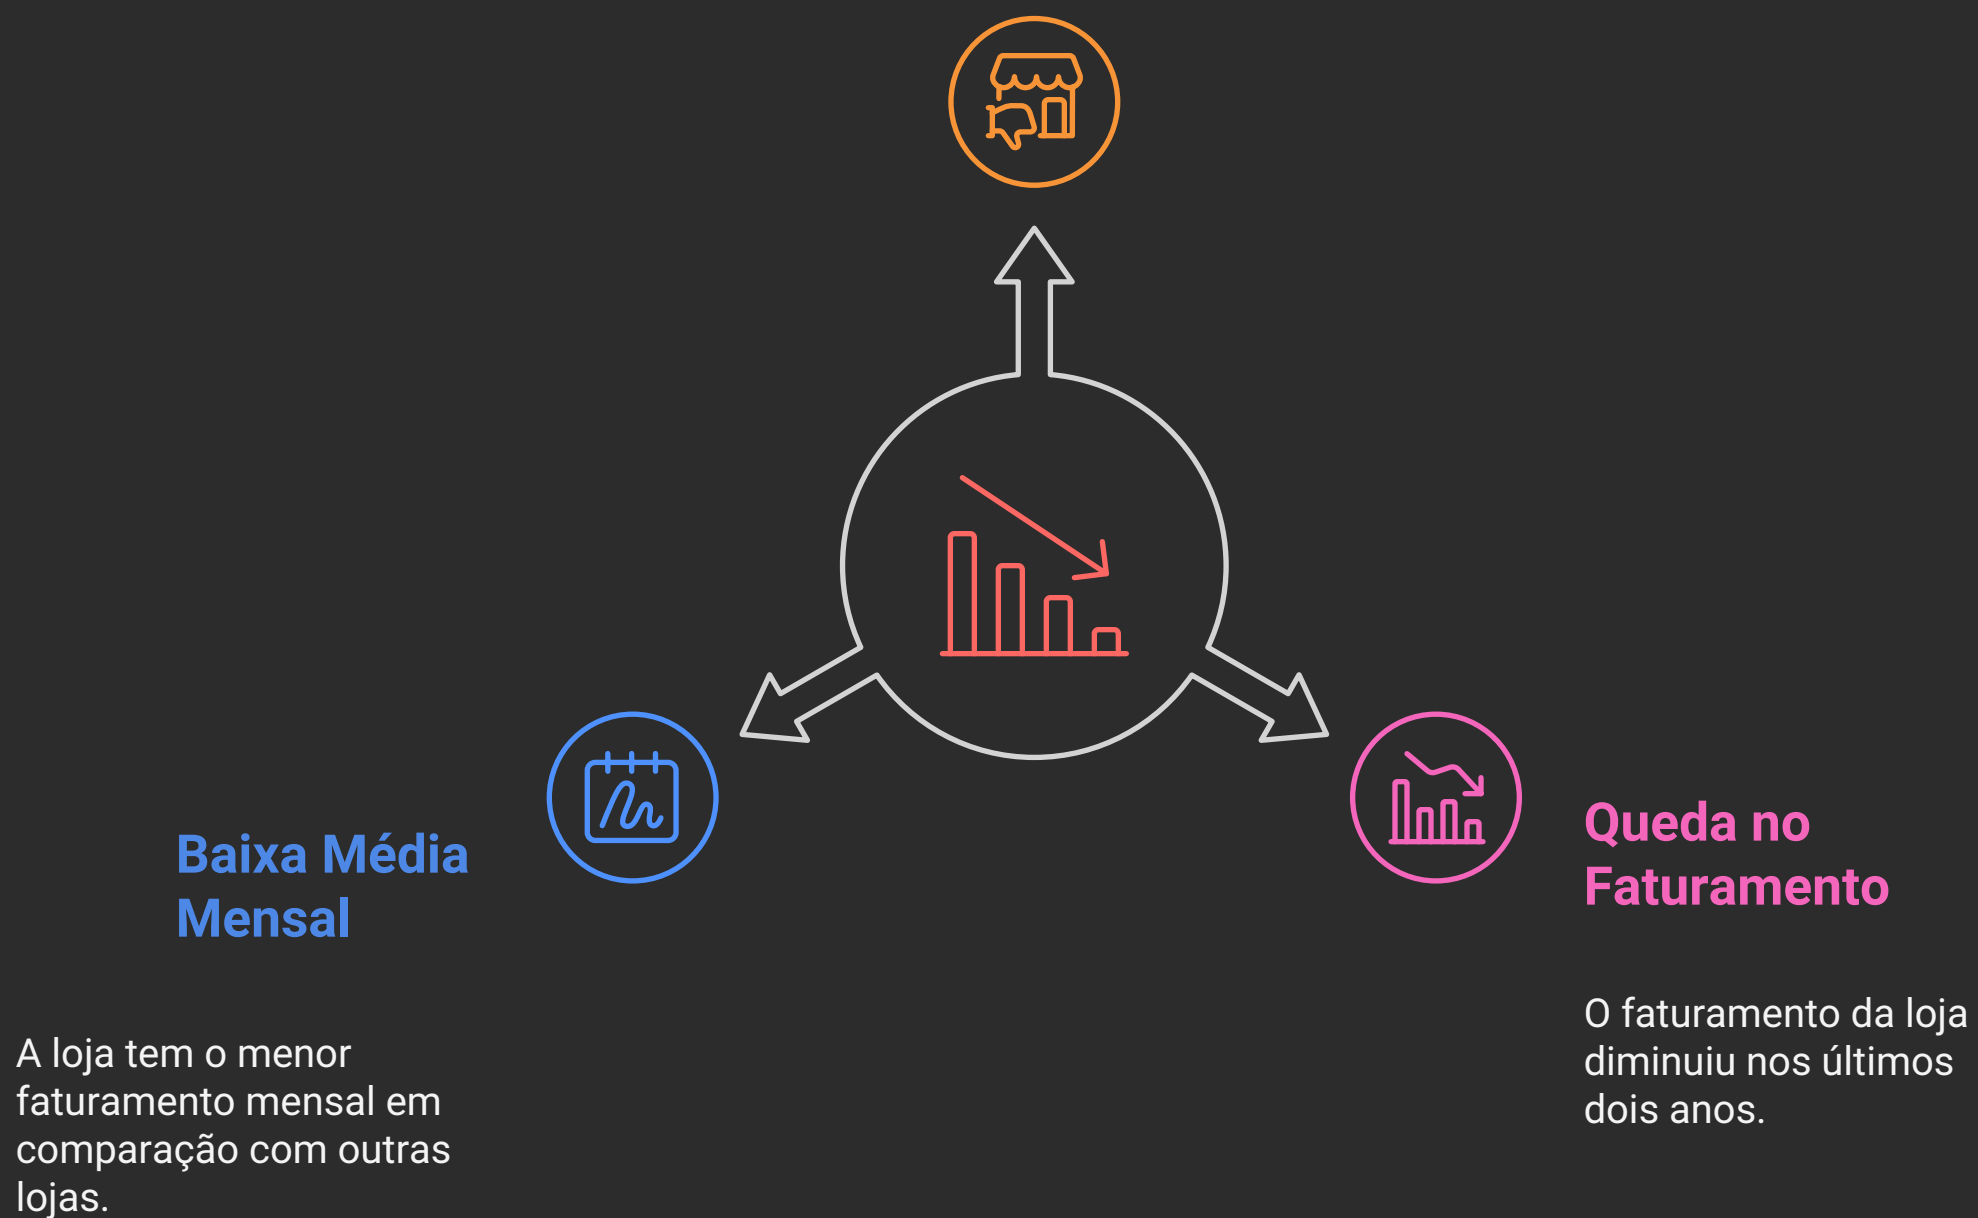 Baixa Média
Mensal
A loja tem o menor
faturamento mensal em
comparação com outras
lojas.
Queda no
Faturamento
O faturamento da loja
diminuiu nos últimos
dois anos.